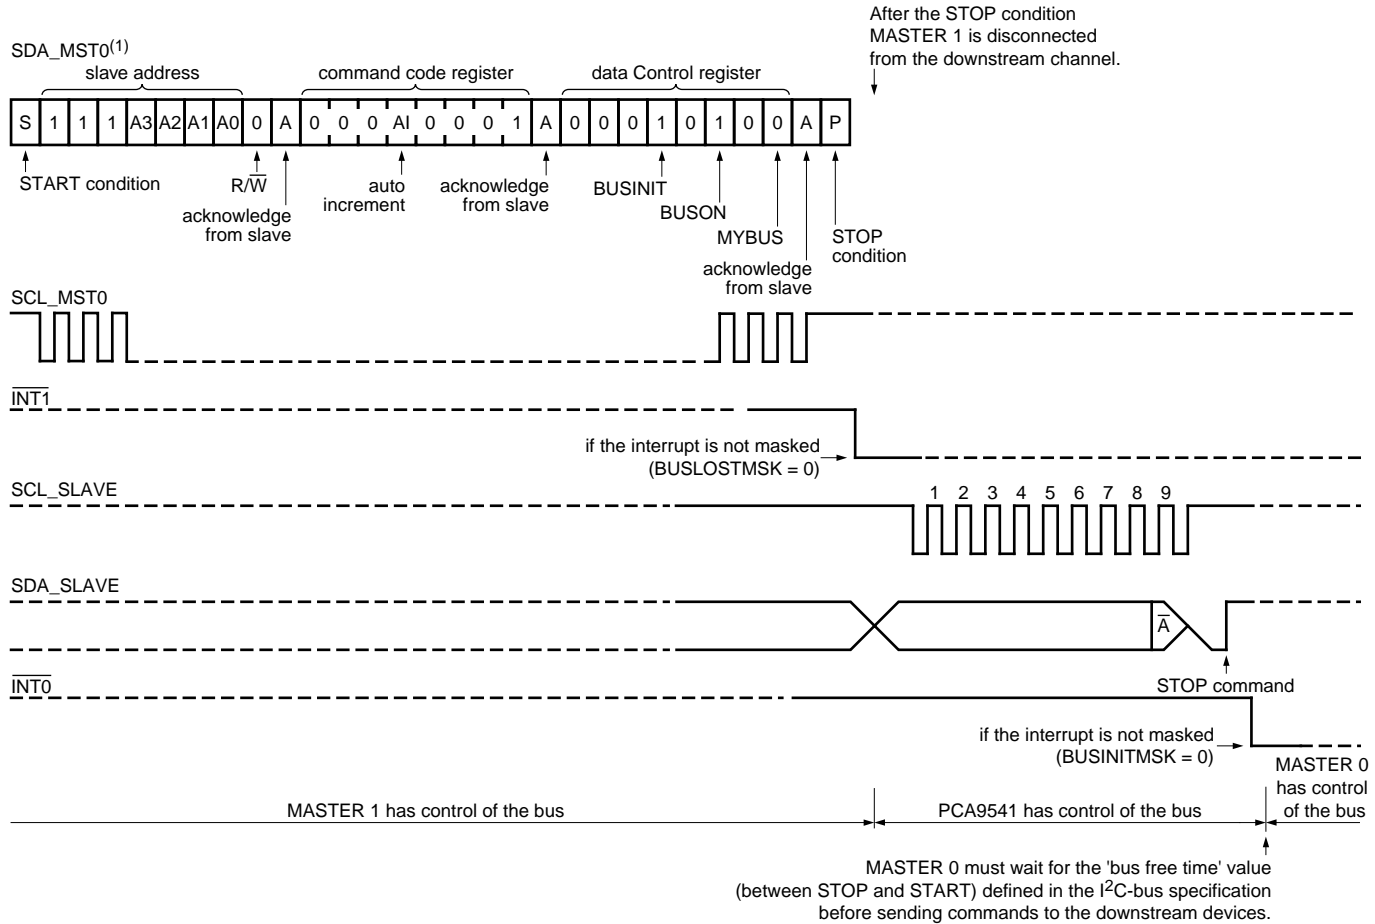 After the STOP condition
MASTER 1 is disconnected
from the downstream channel.
SDA_MST0(1)
slave address
command code register
data Control register
S 1 1 1 A3 A2 A1 A0 0 A 0 0 0 AI 0 0 0 1 A 0 0 0 1 0 1 0 0 A P
START condition
R/W
acknowledge
from slave
auto
increment
acknowledge
from slave
BUSINIT
BUSON
MYBUS
acknowledge
from slave
STOP
condition
SCL_MST0
INT1
if the interrupt is not masked
(BUSLOSTMSK = 0)
SCL_SLAVE
1 2 3 4 5 6 7 8 9
SDA_SLAVE
A
STOP command
INT0
if the interrupt is not masked
(BUSINITMSK = 0)
MASTER 1 has control of the bus
PCA9541 has control of the bus
MASTER 0
has control
of the bus
MASTER 0 must wait for the 'bus free time' value
(between STOP and START) defined in the I2C-bus specification
before sending commands to the downstream devices.